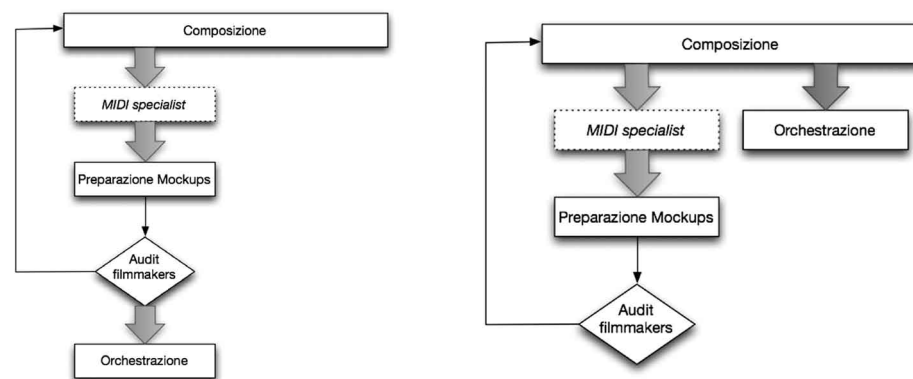 Composizione
MIDI specialist
Preparazione Mockups
Audit
filmmakers
Orchestrazione
Composizione
MIDI specialist
Orchestrazione
Preparazione Mockups
Audit
filmmakers